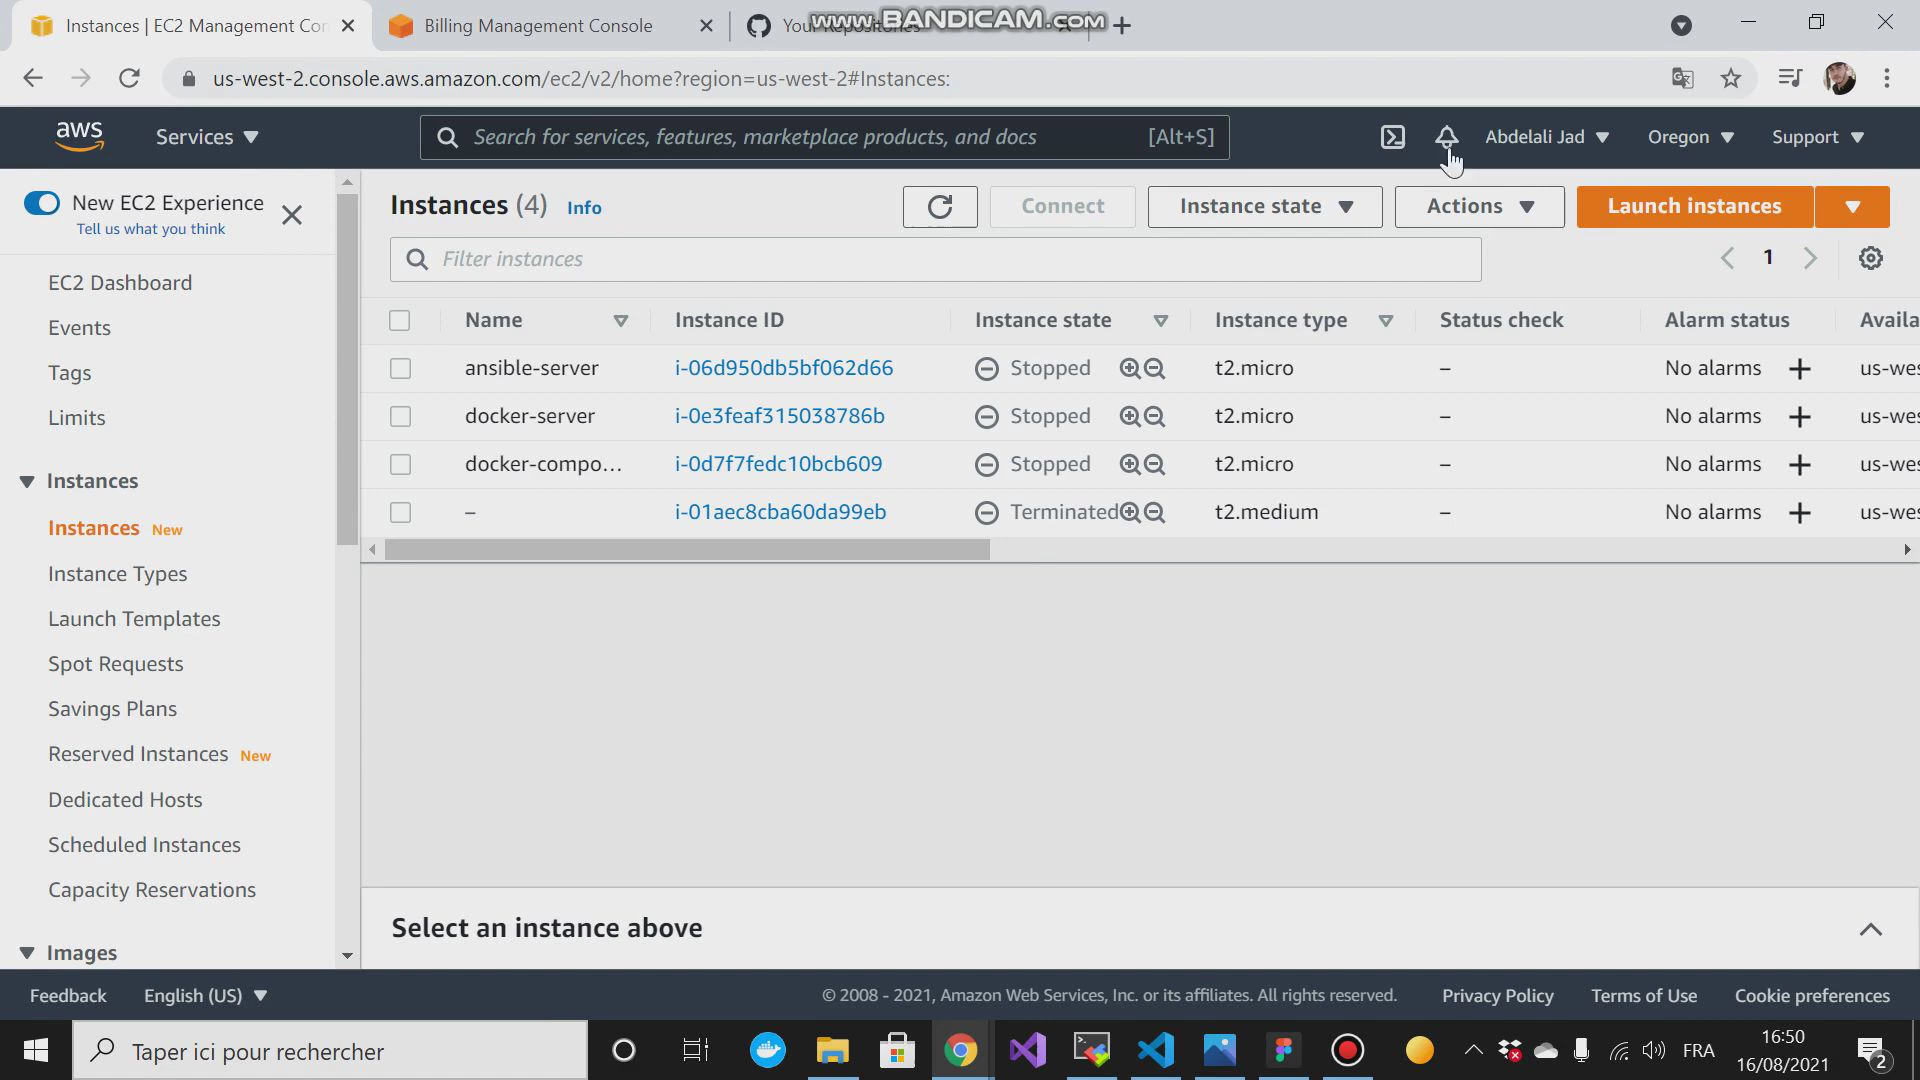 Instances | EC2 Management Con
Billing Management Console
Your Repositories
www.BANDICAM.com
us-west-2.console.aws.amazon.com/ec2/v2/home?region=us-west-2#Instances:
aws
Services
Search for services, features, marketplace products, and docs
[Alt+S]
Abdelali Jad
Oregon
Support
New EC2 Experience
Tell us what you think
EC2 Dashboard
Events
Tags
Limits
Instances
Instances New
Instance Types
Launch Templates
Spot Requests
Savings Plans
Reserved Instances New
Dedicated Hosts
Scheduled Instances
Capacity Reservations
Images
Instances (4) Info
Connect
Instance state
Actions
Launch instances
Filter instances
1
Name Instance ID Instance state Instance type Status check Alarm status Availa
ansible-server i-06d950db5bf062d66 Stopped t2.micro – No alarms us-wes
docker-server i-0e3feaf315038786b Stopped t2.micro – No alarms us-wes
docker-compo... i-0d7f7fedc10bcb609 Stopped t2.micro – No alarms us-wes
– i-01aec8cba60da99eb Terminated t2.medium – No alarms us-wes
Select an instance above
Feedback
English (US)
© 2008 - 2021, Amazon Web Services, Inc. or its affiliates. All rights reserved.
Privacy Policy
Terms of Use
Cookie preferences
Taper ici pour rechercher
FRA
16:50
16/08/2021
2